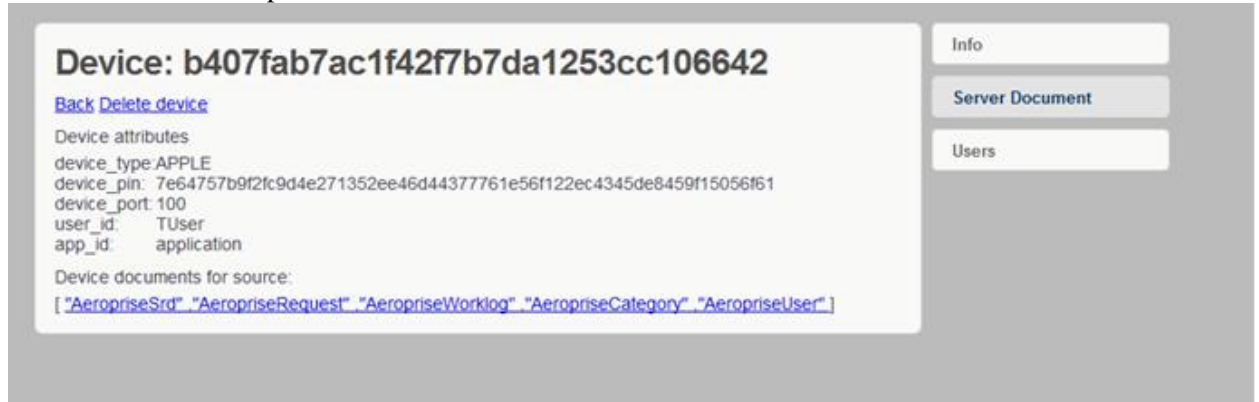 Device: b407fab7ac1f42f7b7da1253cc106642
Back Delete device
Device attributes
device_type:APPLE
device_pin: 7e64757b9f2fc9d4e271352ee46d44377761e56f122ec4345de8459f15056f61
device_port: 100
user_id: TUser
app_id: application
Device documents for source:
[ "AeropriseSrd" ,"AeropriseRequest" ,"AeropriseWorklog" ,"AeropriseCategory" ,"AeropriseUser" ]
Info
Server Document
Users